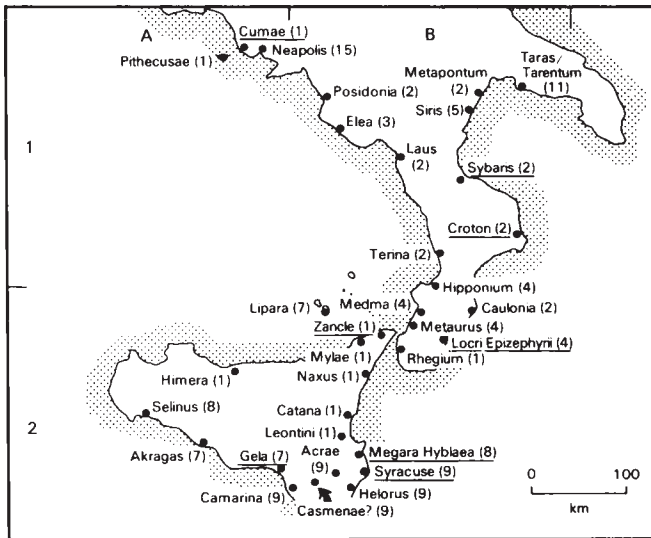 A
B
Cumae (1)
Neapolis (15)
Pithecusae (1)
Taras/
Tarentum
(11)
Metapontum
(2)
Posidonia (2)
Siris (5)
Elea (3)
1
Laus
(2)
Sybaris (2)
Croton (2)
Terina (2)
Hipponium (4)
Lipara (7)
Medma (4)
Caulonia (2)
Zancle (1)
Metaurus (4)
Locri Epizephyrii (4)
Mylae (1)
Rhegium (1)
Himera (1)
Naxus (1)
Selinus (8)
Catana (1)
2
Leontini (1)
Akragas (7)
Gela (7)
Acrae
(9)
Megara Hyblaea (8)
Syracuse (9)
Camarina (9)
Helorus (9)
Casmenae? (9)
0 100
km